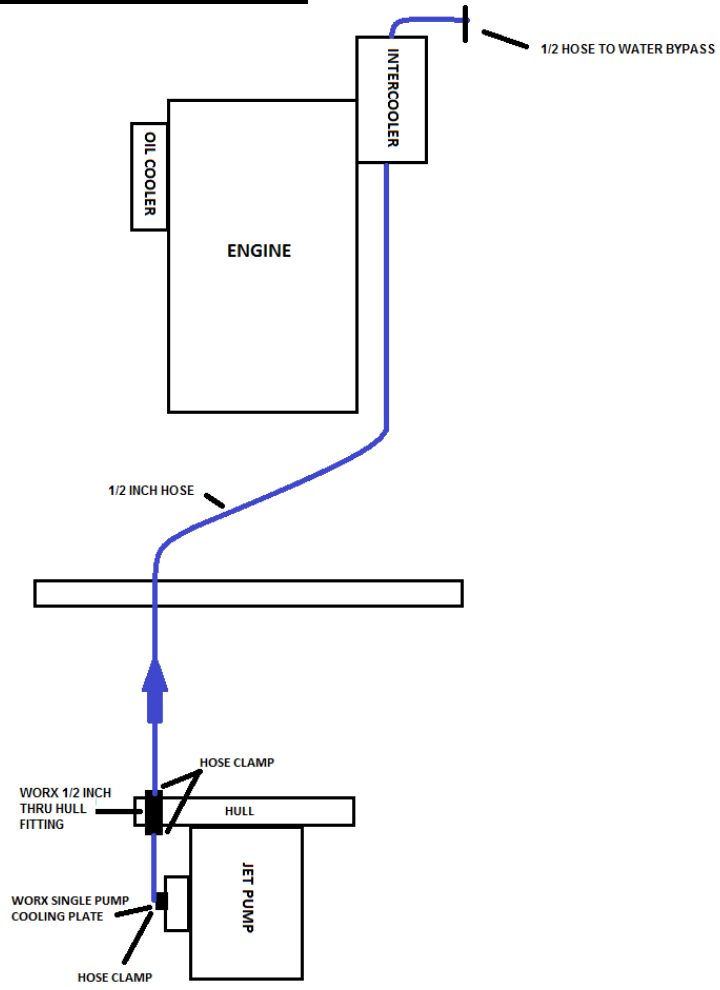 1/2 HOSE TO WATER BYPASS
INTERCOOLER
OIL COOLER
ENGINE
1/2 INCH HOSE
HOSE CLAMP
WORX 1/2 INCH
THRU HULL
FITTING
HULL
JET PUMP
WORX SINGLE PUMP
COOLING PLATE
HOSE CLAMP